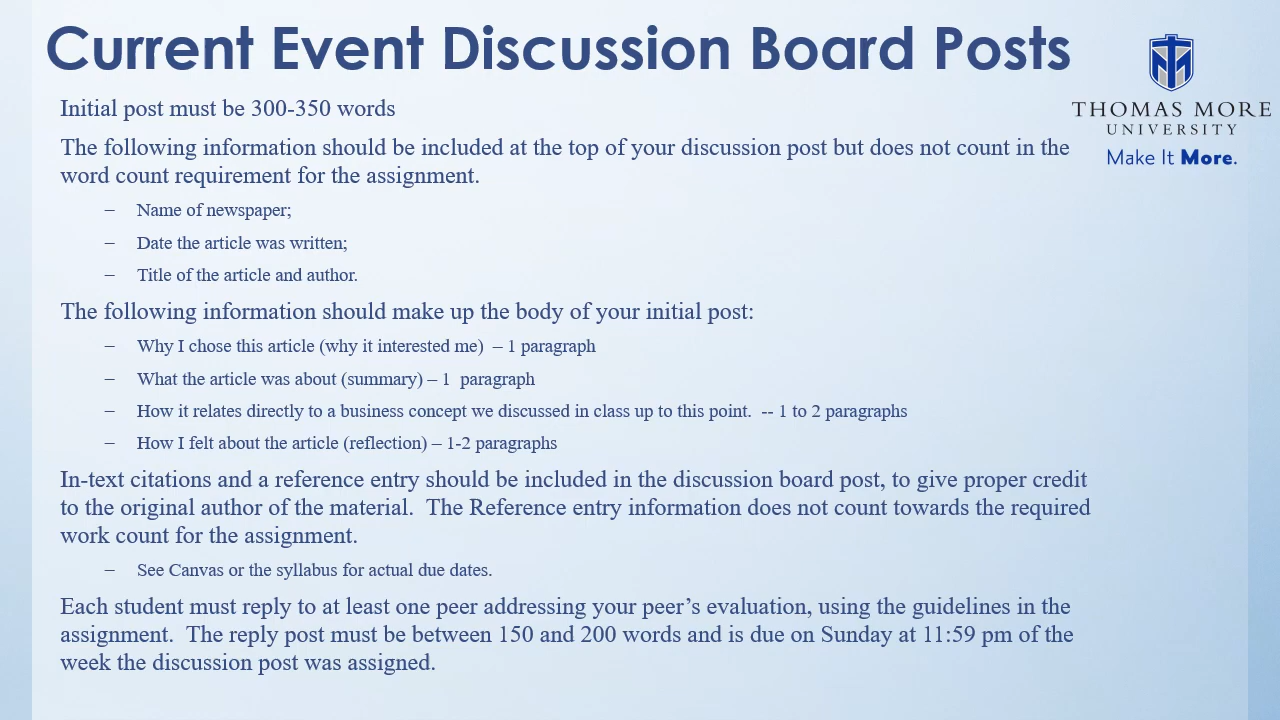 Current Event Discussion Board Posts
THOMAS MORE
UNIVERSITY
Make It More.
Initial post must be 300-350 words
The following information should be included at the top of your discussion post but does not count in the
word count requirement for the assignment.
– Name of newspaper;
– Date the article was written;
– Title of the article and author.
The following information should make up the body of your initial post:
– Why I chose this article (why it interested me)  – 1 paragraph
– What the article was about (summary) – 1  paragraph
– How it relates directly to a business concept we discussed in class up to this point.  -- 1 to 2 paragraphs
– How I felt about the article (reflection) – 1-2 paragraphs
In-text citations and a reference entry should be included in the discussion board post, to give proper credit
to the original author of the material.  The Reference entry information does not count towards the required
work count for the assignment.
– See Canvas or the syllabus for actual due dates.
Each student must reply to at least one peer addressing your peer’s evaluation, using the guidelines in the
assignment.  The reply post must be between 150 and 200 words and is due on Sunday at 11:59 pm of the
week the discussion post was assigned.